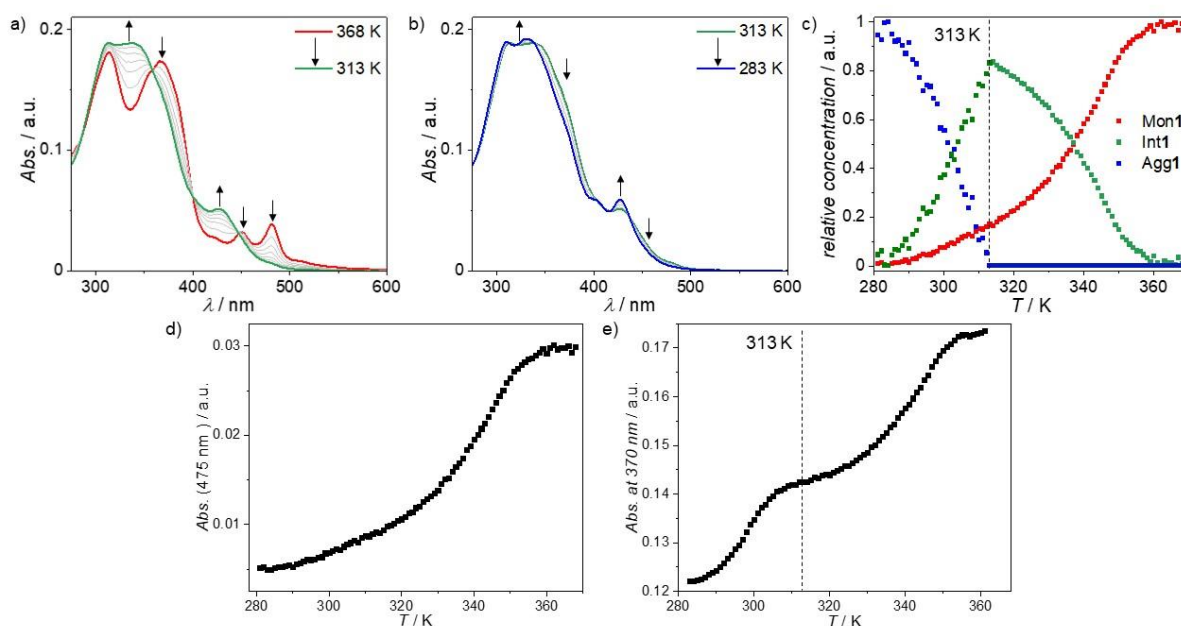 a)
0.2
0.1
0
Abs. / a.u.
368 K
313 K
300
400
500
600
λ / nm
b)
0.2
0.1
0
Abs. / a.u.
313 K
283 K
300
400
500
600
λ / nm
c)
313 K
1
0.8
0.6
0.4
0.2
0
relative concentration / a.u.
Mon1
Int1
Agg1
280
300
320
340
360
T / K
d)
0.03
0.02
0.01
Abs. (475 nm) / a.u.
280
300
320
340
360
T / K
e)
313 K
0.17
0.16
0.15
0.14
0.13
0.12
Abs. at 370 nm / a.u.
280
300
320
340
360
T / K